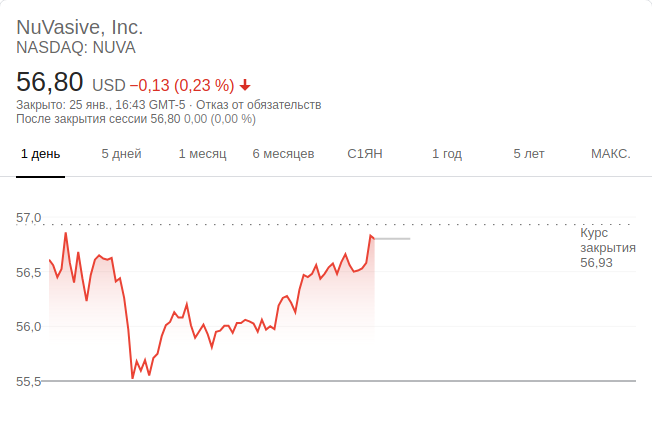 NuVasive, Inc.
NASDAQ: NUVA
56,80 USD −0,13 (0,23 %)
Закрыто: 25 янв., 16:43 GMT-5 · Отказ от обязательств
После закрытия сессии 56,80 0,00 (0,00 %)
1 день 5 дней 1 месяц 6 месяцев С1ЯН 1 год 5 лет МАКС.
57,0
Курс
закрытия
56,93
56,5
56,0
55,5